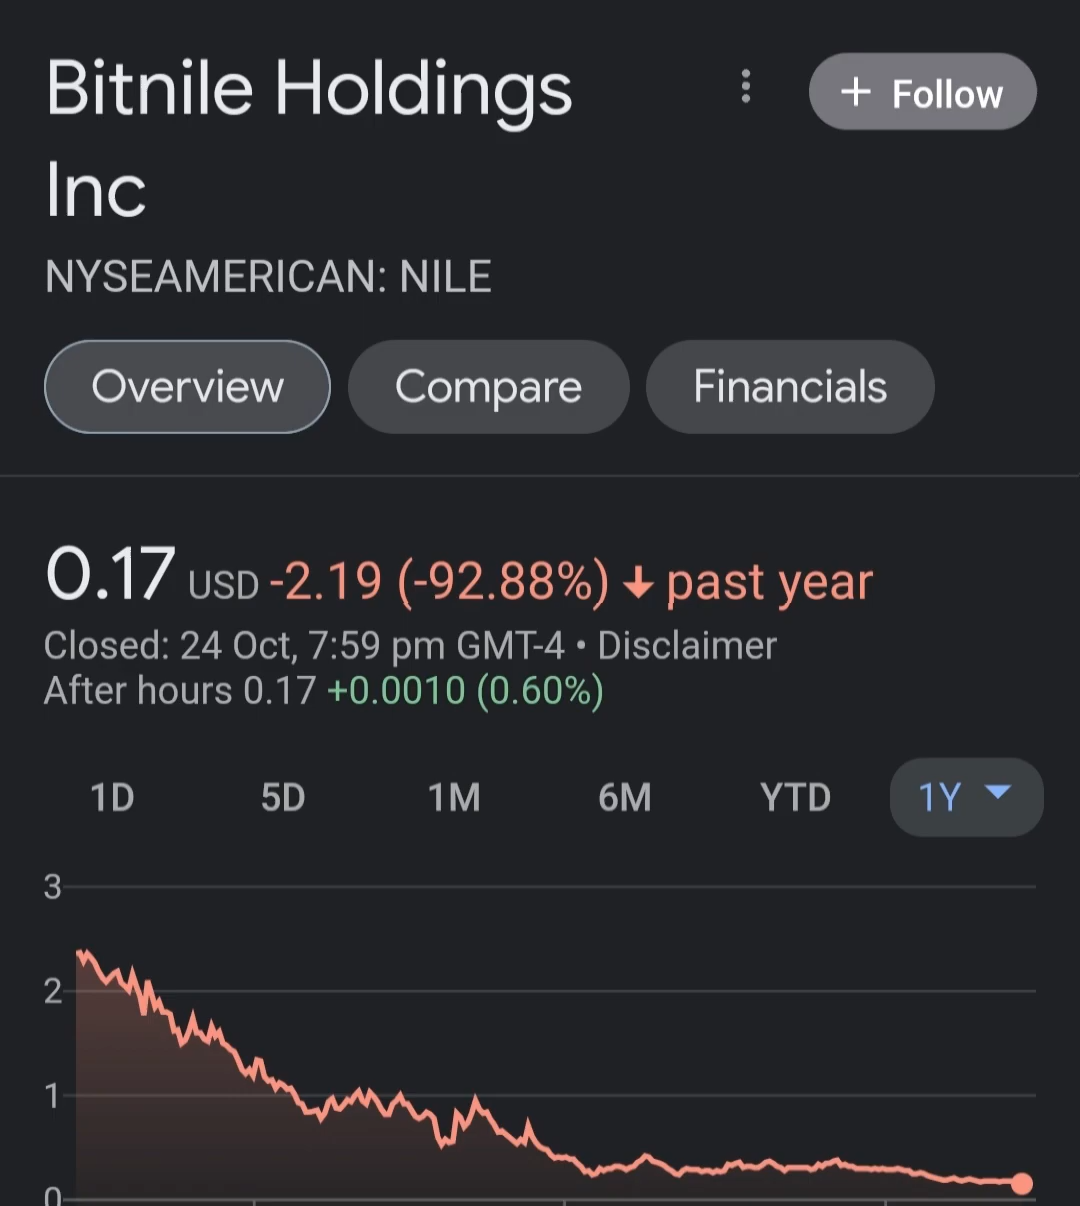 Bitnile Holdings
Inc
+ Follow
NYSEAMERICAN: NILE
Overview Compare Financials
0.17 USD -2.19 (-92.88%) ↓ past year
Closed: 24 Oct, 7:59 pm GMT-4 • Disclaimer
After hours 0.17 +0.0010 (0.60%)
1D 5D 1M 6M YTD 1Y
3
2
1
0